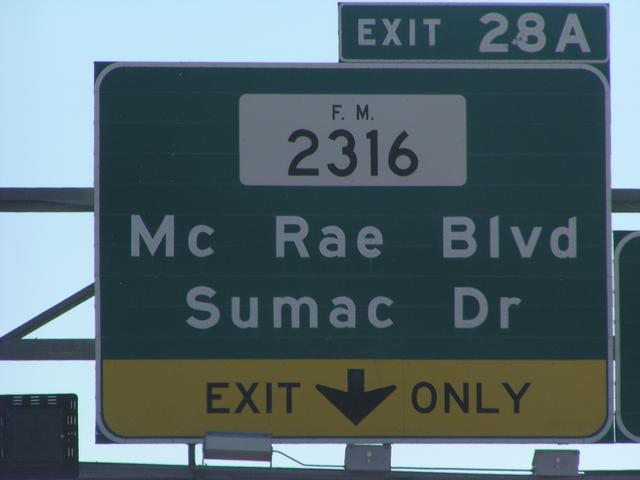 EXIT 28A
F. M.
2316
Mc Rae Blvd
Sumac Dr
EXIT ONLY